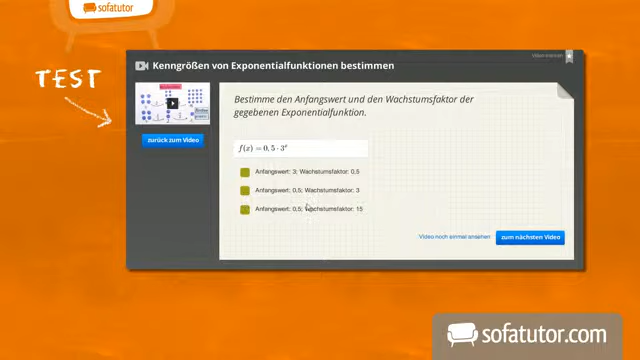 sofatutor
TEST
Kenngrößen von Exponentialfunktionen bestimmen
zurück zum Video
Bestimme den Anfangswert und den Wachstumsfaktor der
gegebenen Exponentialfunktion.
f(x) = 0,5 · 3ˣ
Anfangswert: 3; Wachstumsfaktor: 0,5
Anfangswert: 0,5; Wachstumsfaktor: 3
Anfangswert: 0,5; Wachstumsfaktor: 15
Video noch einmal ansehen
zum nächsten Video
sofatutor.com